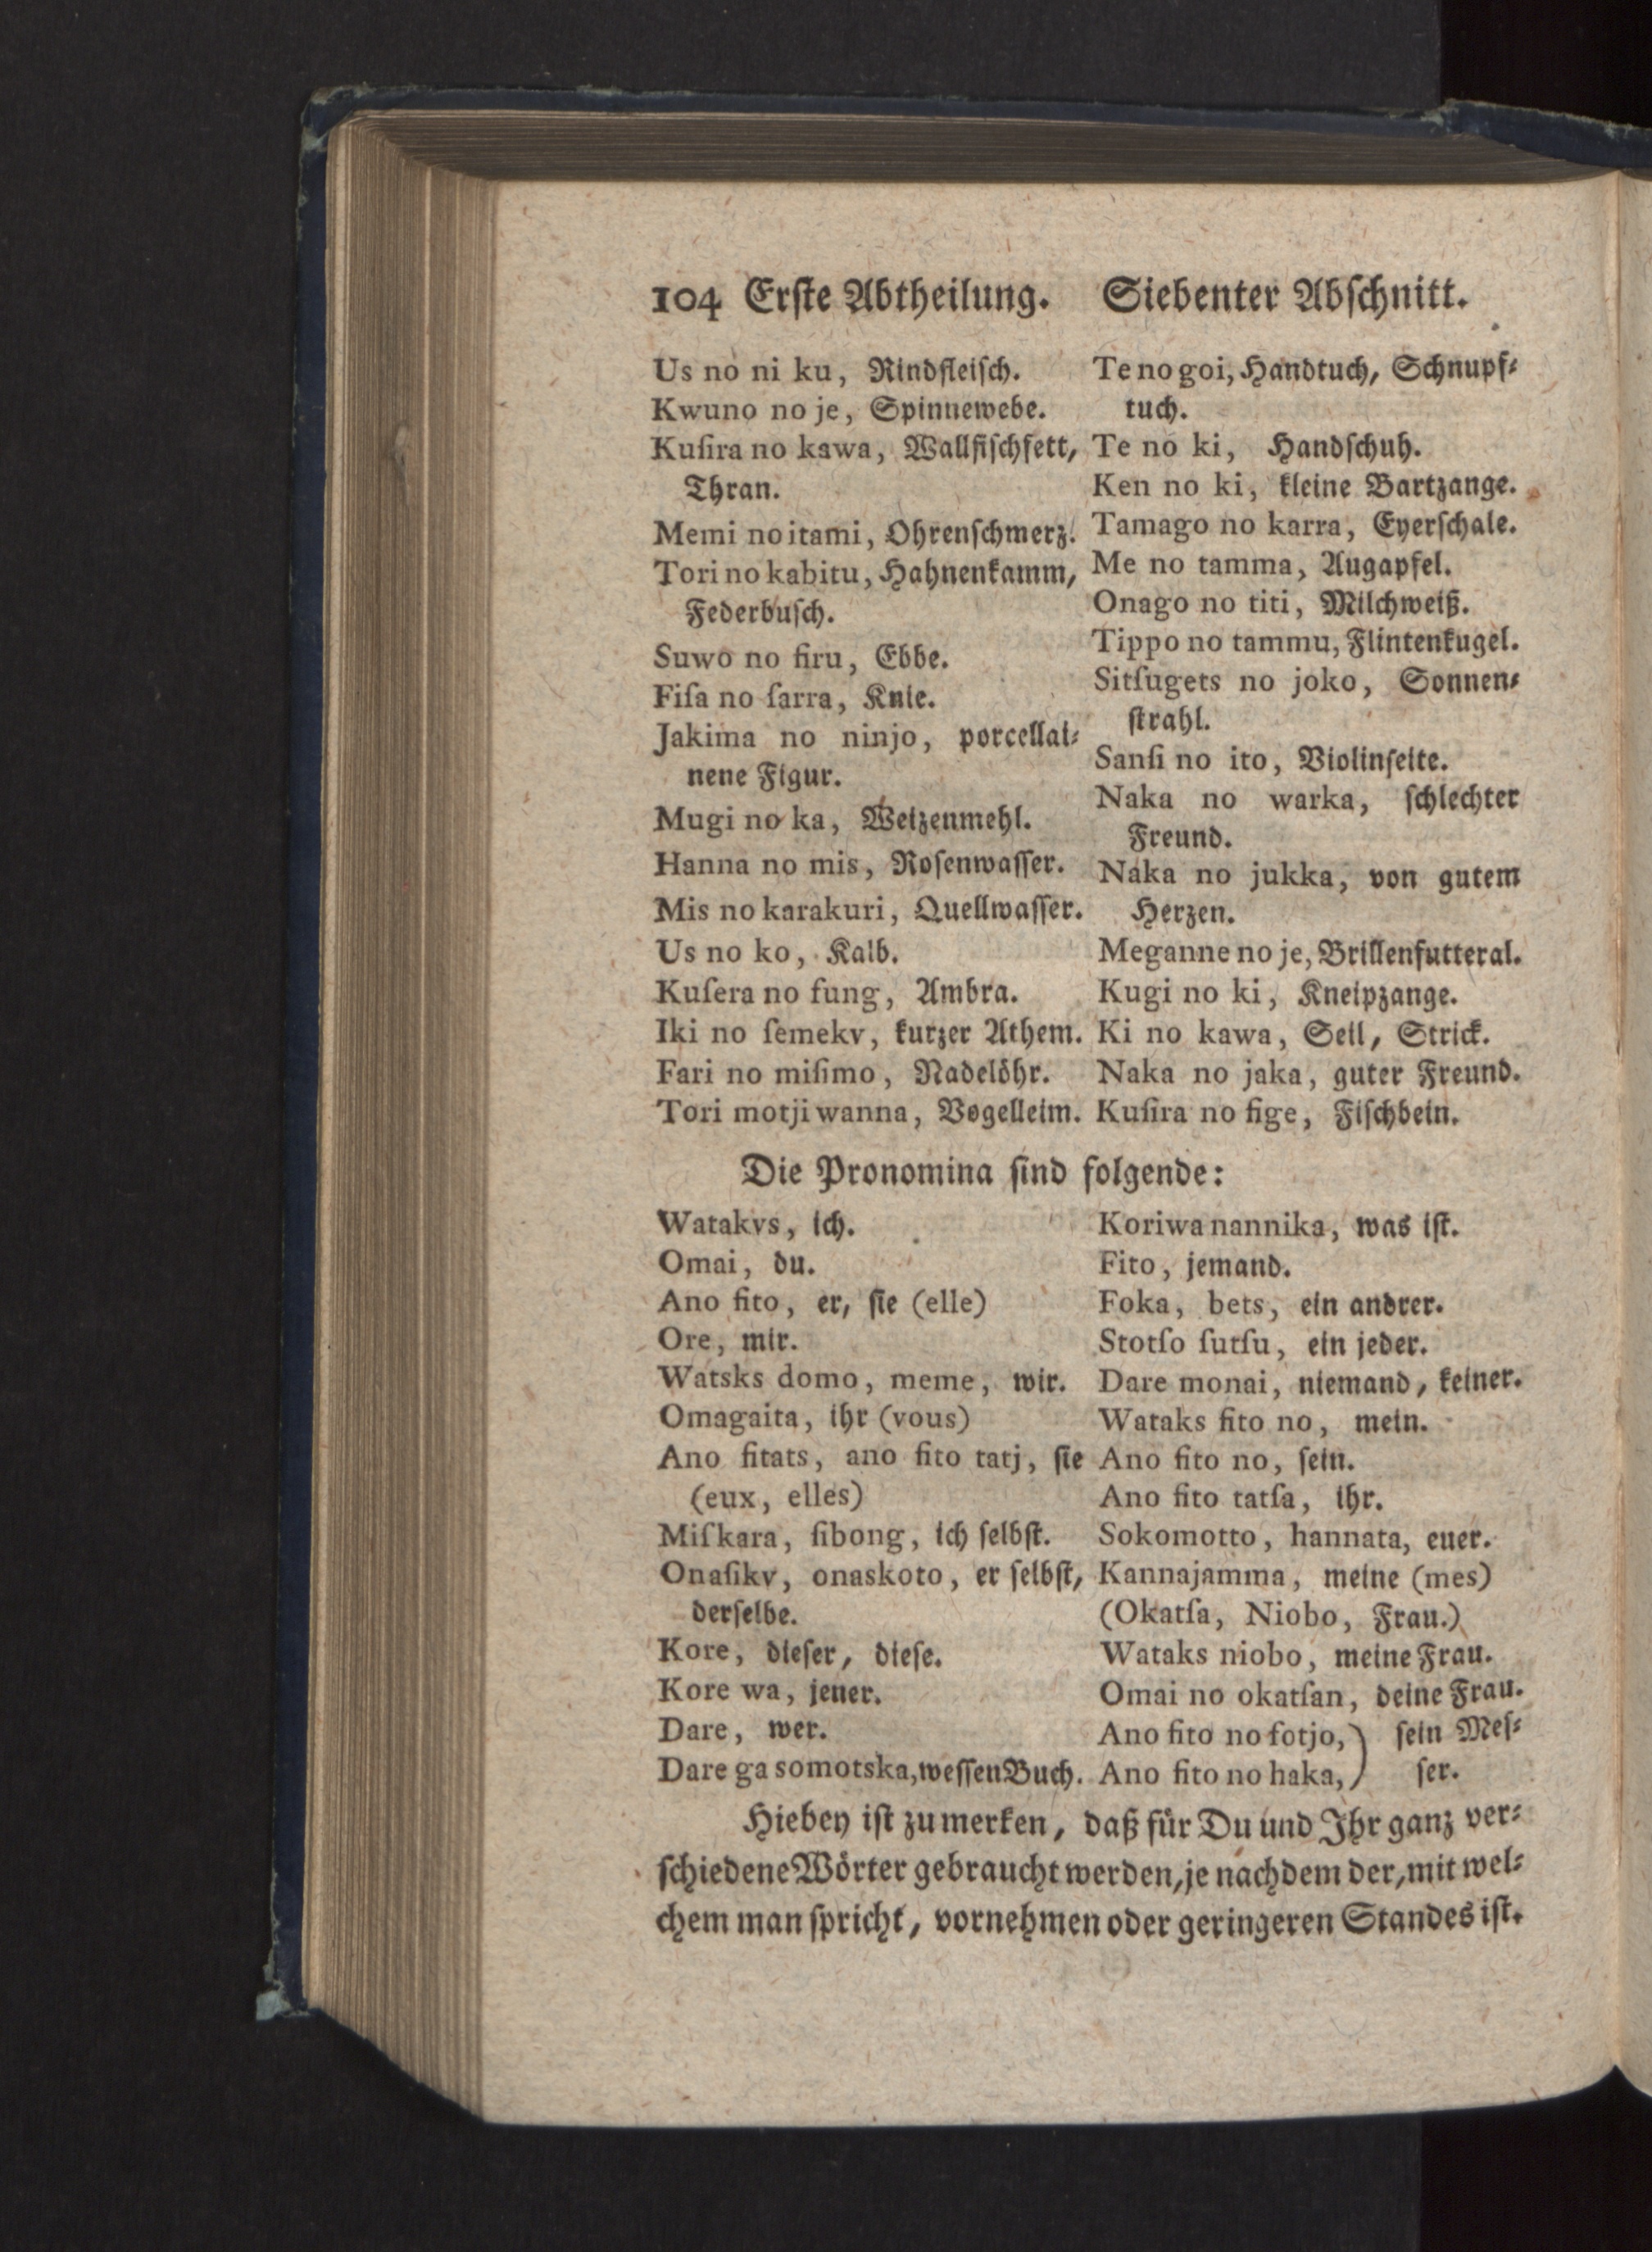 104 Erſte Abtheilung. Siebenter Abſchnitt.
Us no ni ku, Rindfleiſch.
Kwuno no je, Spinnewebe.
Kuſira no kawa, Wallfiſchfett,
Thran.
Memi no itami, Ohrenſchmerz.
Tori no kabitu, Hahnenkamm,
Federbuſch.
Suwo no firu, Ebbe.
Fiſa no ſarra, Knie.
Jakima no ninjo, porcellai⸗
nene Figur.
Mugi no ka, Weizenmehl.
Hanna no mis, Roſenwaſſer.
Mis no karakuri, Quellwaſſer.
Us no ko, Kalb.
Kuſera no fung, Ambra.
Iki no ſemekv, kurzer Athem.
Fari no miſimo, Nadelöhr.
Tori motji wanna, Vogelleim.
Te no goi, Handtuch, Schnupf⸗
tuch.
Te no ki, Handſchuh.
Ken no ki, kleine Bartzange.
Tamago no karra, Eyerſchale.
Me no tamma, Augapfel.
Onago no titi, Milchweiß.
Tippo no tammu, Flintenkugel.
Sitſugets no joko, Sonnen⸗
ſtrahl.
Sanſi no ito, Violinſeite.
Naka no warka, ſchlechter
Freund.
Naka no jukka, von gutem
Herzen.
Meganne no je, Brillenfutteral.
Kugi no ki, Kneipzange.
Ki no kawa, Seil, Strick.
Naka no jaka, guter Freund.
Kuſira no fige, Fiſchbein.
Die Pronomina ſind folgende:
Watakvs, ich.
Omai, du.
Ano fito, er, ſie (elle)
Ore, mir.
Watsks domo, meme, wir.
Omagaita, ihr (vous)
Ano fitats, ano fito tatj, ſie
(eux, elles)
Miſkara, ſibong, ich ſelbſt.
Onaſikv, onaskoto, er ſelbſt,
derſelbe.
Kore, dieſer, dieſe.
Kore wa, jener.
Dare, wer.
Dare ga somotska, weſſen Buch.
Koriwa nannika, was iſt.
Fito, jemand.
Foka, bets, ein andrer.
Stotſo ſutſu, ein jeder.
Dare monai, niemand, keiner.
Wataks fito no, mein.
Ano fito no, ſein.
Ano fito tatſa, ihr.
Sokomotto, hannata, euer.
Kannajamma, meine (mes)
(Okatſa, Niobo, Frau.)
Wataks niobo, meine Frau.
Omai no okatſan, deine Frau.
Ano fito no fotjo, ) ſein Meſ⸗
Ano fito no haka, ) ſer.
Hiebey iſt zu merken, daß für Du und Ihr ganz ver⸗
ſchiedene Wörter gebraucht werden, je nachdem der, mit wel⸗
chem man ſpricht, vornehmen oder geringeren Standes iſt.